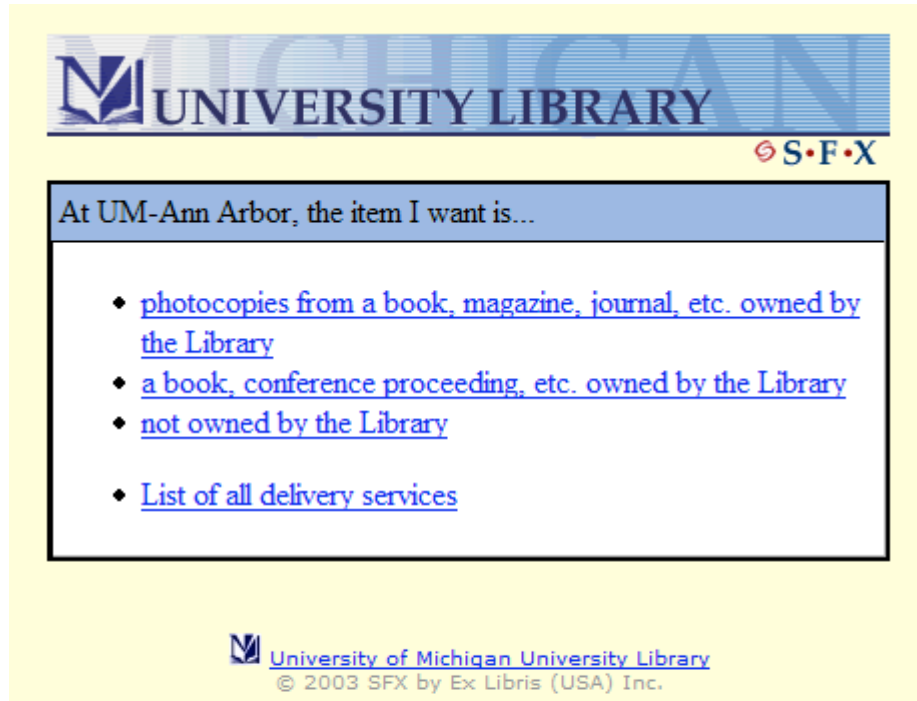 MICHIGAN
UNIVERSITY LIBRARY
S•F•X
At UM-Ann Arbor, the item I want is...
photocopies from a book, magazine, journal, etc. owned by
the Library
a book, conference proceeding, etc. owned by the Library
not owned by the Library
List of all delivery services
University of Michigan University Library
© 2003 SFX by Ex Libris (USA) Inc.